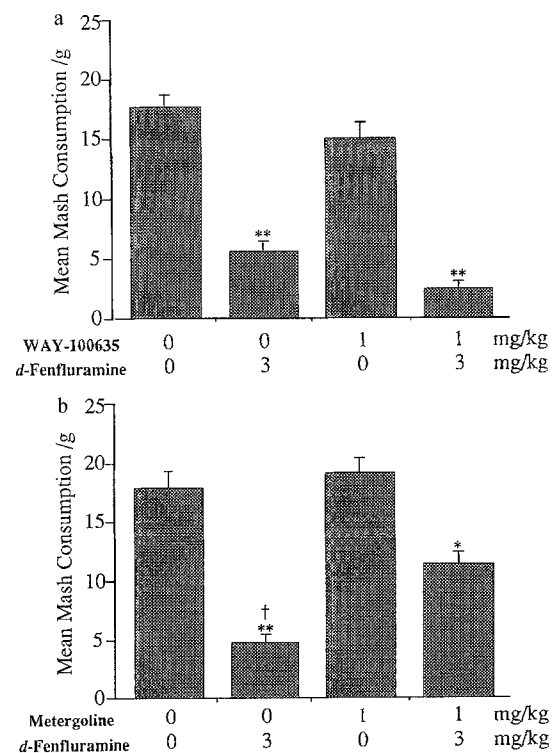 a
25
20
15
10
5
0
Mean Mash Consumption /g
**
**
WAY-100635 0 0 1 1 mg/kg
d-Fenfluramine 0 3 0 3 mg/kg
b
25
20
15
10
5
0
Mean Mash Consumption /g
†
**
*
Metergoline 0 0 1 1 mg/kg
d-Fenfluramine 0 3 0 3 mg/kg